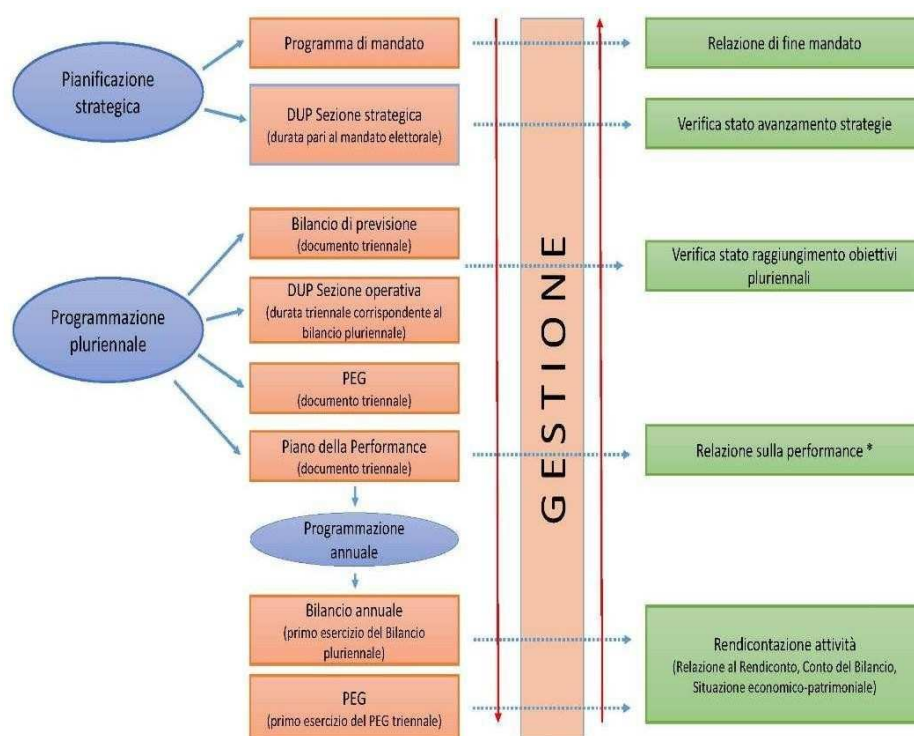 Pianificazione
strategica
Programma di mandato
Relazione di fine mandato
DUP Sezione strategica
(durata pari al mandato elettorale)
Verifica stato avanzamento strategie
Programmazione
pluriennale
Bilancio di previsione
(documento triennale)
DUP Sezione operativa
(durata triennale corrispondente al
bilancio pluriennale)
Verifica stato raggiungimento obiettivi
pluriennali
PEG
(documento triennale)
Piano della Performance
(documento triennale)
Relazione sulla performance *
GESTIONE
Programmazione
annuale
Bilancio annuale
(primo esercizio del Bilancio
pluriennale)
PEG
(primo esercizio del PEG triennale)
Rendicontazione attività
(Relazione al Rendiconto, Conto del Bilancio,
Situazione economico-patrimoniale)